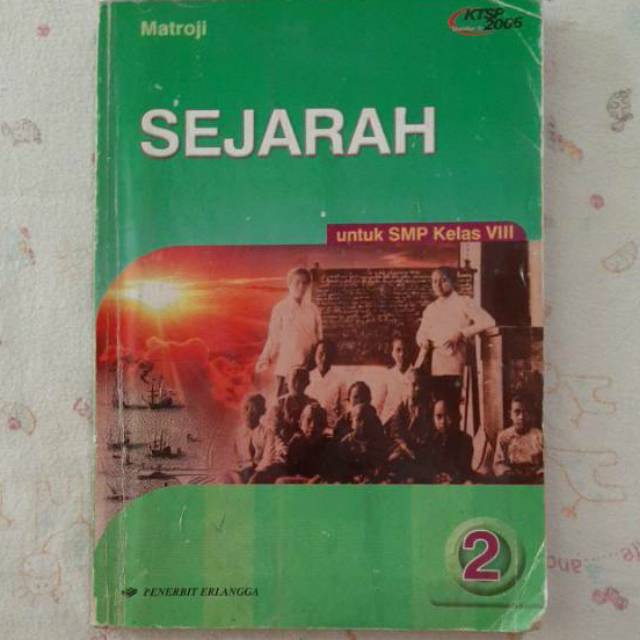 Matroji
KTSP
2006
SEJARAH
untuk SMP Kelas VIII
2
PENERBIT ERLANGGA